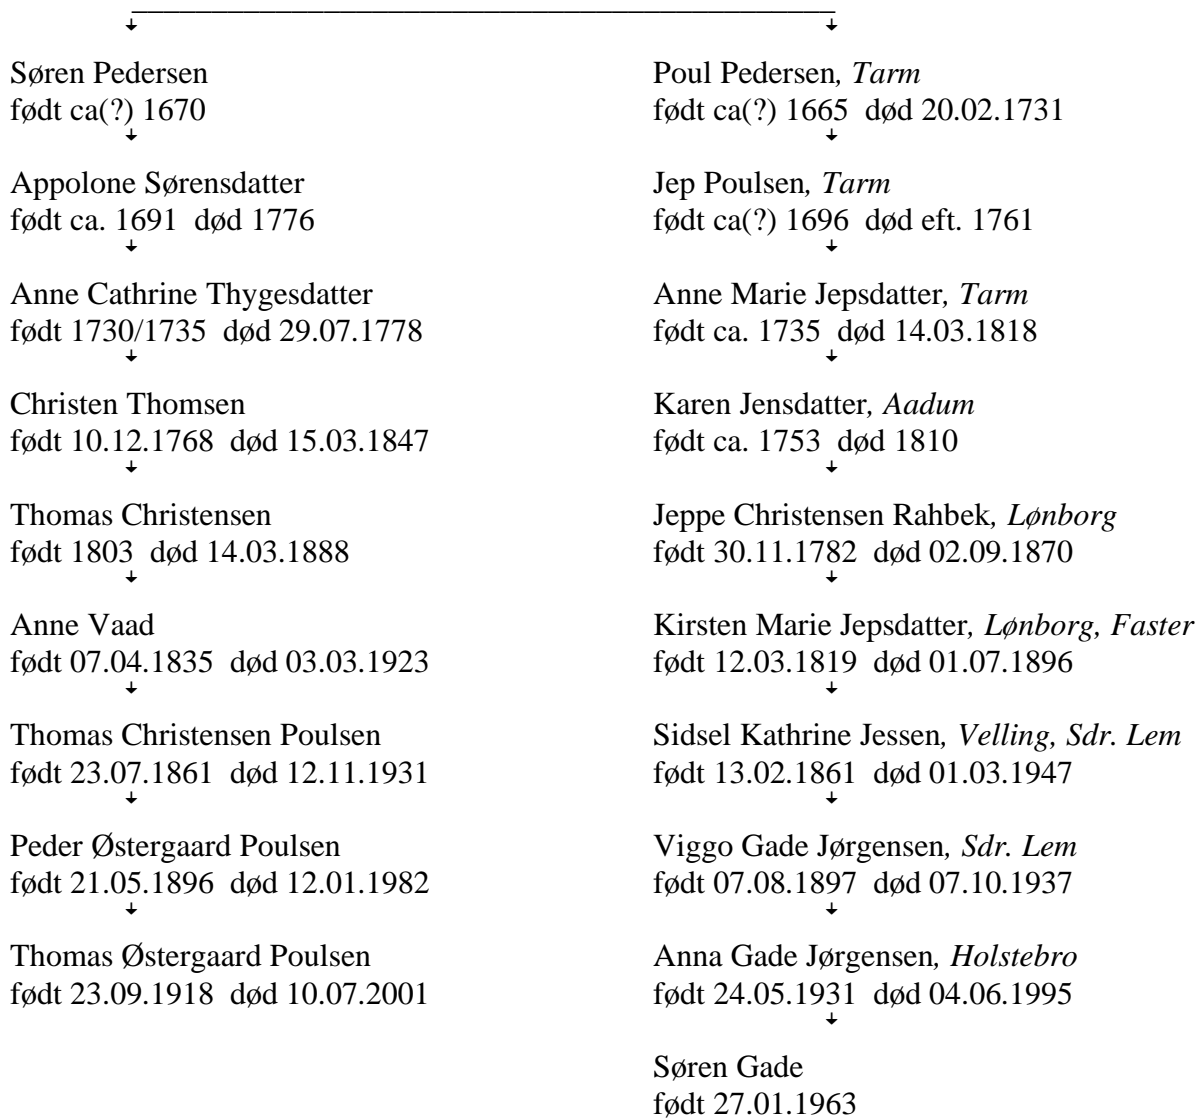 Søren Pedersen
født ca(?) 1670
Appolone Sørensdatter
født ca. 1691 død 1776
Anne Cathrine Thygesdatter
født 1730/1735 død 29.07.1778
Christen Thomsen
født 10.12.1768 død 15.03.1847
Thomas Christensen
født 1803 død 14.03.1888
Anne Vaad
født 07.04.1835 død 03.03.1923
Thomas Christensen Poulsen
født 23.07.1861 død 12.11.1931
Peder Østergaard Poulsen
født 21.05.1896 død 12.01.1982
Thomas Østergaard Poulsen
født 23.09.1918 død 10.07.2001
Poul Pedersen, Tarm
født ca(?) 1665 død 20.02.1731
Jep Poulsen, Tarm
født ca(?) 1696 død eft. 1761
Anne Marie Jepsdatter, Tarm
født ca. 1735 død 14.03.1818
Karen Jensdatter, Aadum
født ca. 1753 død 1810
Jeppe Christensen Rahbek, Lønborg
født 30.11.1782 død 02.09.1870
Kirsten Marie Jepsdatter, Lønborg, Faster
født 12.03.1819 død 01.07.1896
Sidsel Kathrine Jessen, Velling, Sdr. Lem
født 13.02.1861 død 01.03.1947
Viggo Gade Jørgensen, Sdr. Lem
født 07.08.1897 død 07.10.1937
Anna Gade Jørgensen, Holstebro
født 24.05.1931 død 04.06.1995
Søren Gade
født 27.01.1963